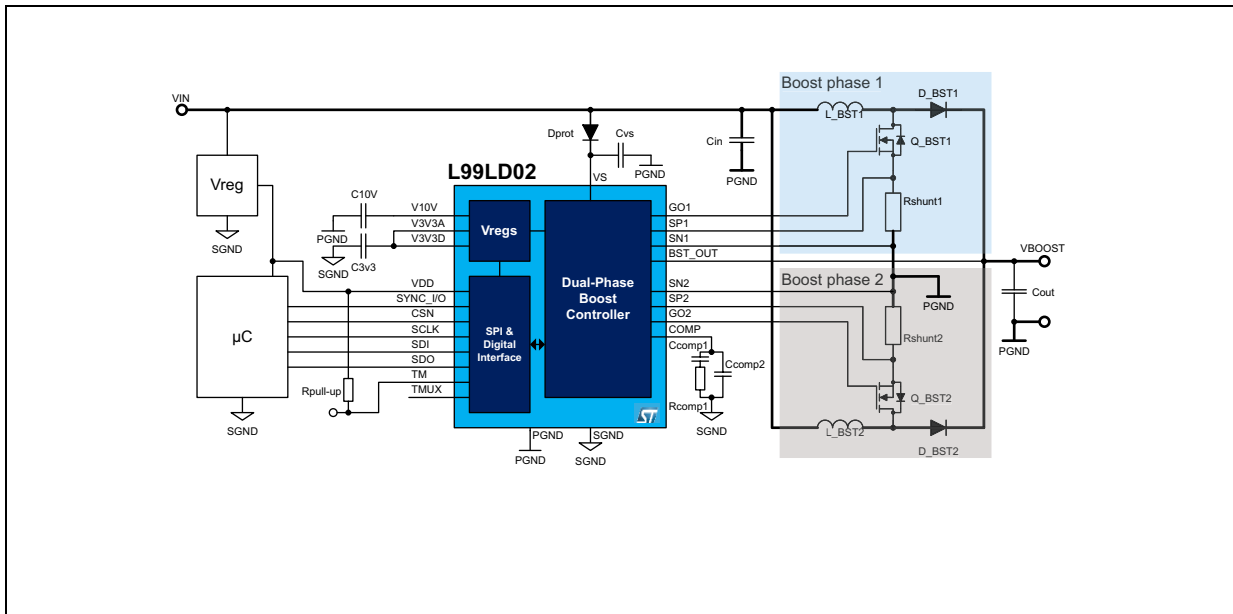 Boost phase 1
VIN
D_BST1
L_BST1
Dprot
Cvs
Cin
Q_BST1
PGND
L99LD02
VS
PGND
Vreg
C10V
V10V
GO1
Rshunt1
V3V3A
SP1
PGND
Vregs
SGND
V3V3D
SN1
VBOOST
SGND
C3v3
BST_OUT
Boost phase 2
VDD
Dual-Phase
Boost
Controller
SN2
PGND
Cout
SYNC_I/O
SP2
CSN
GO2
µC
SCLK
SPI &
Digital
Interface
COMP
Rshunt2
PGND
SDI
Ccomp1
SDO
Ccomp2
TM
Rpull-up
TMUX
Rcomp1
Q_BST2
SGND
ST
SGND
PGND
SGND
L_BST2
PGND
SGND
D_BST2